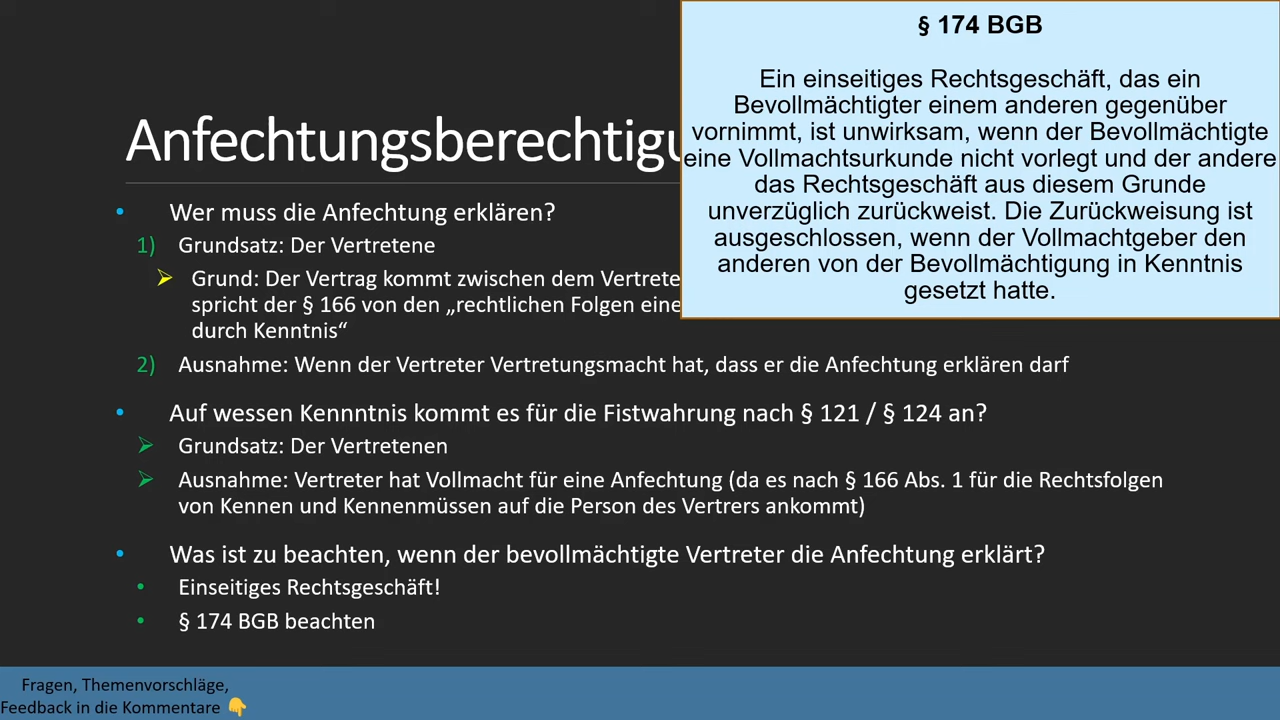 § 174 BGB
Ein einseitiges Rechtsgeschäft, das ein
Bevollmächtigter einem anderen gegenüber
vornimmt, ist unwirksam, wenn der Bevollmächtigte
eine Vollmachtsurkunde nicht vorlegt und der andere
das Rechtsgeschäft aus diesem Grunde
unverzüglich zurückweist. Die Zurückweisung ist
ausgeschlossen, wenn der Vollmachtgeber den
anderen von der Bevollmächtigung in Kenntnis
gesetzt hatte.
Anfechtungsberechtigu
• Wer muss die Anfechtung erklären?
1) Grundsatz: Der Vertretene
Grund: Der Vertrag kommt zwischen dem Vertrete
spricht der § 166 von den „rechtlichen Folgen eine
durch Kenntnis“
2) Ausnahme: Wenn der Vertreter Vertretungsmacht hat, dass er die Anfechtung erklären darf
• Auf wessen Kennntnis kommt es für die Fistwahrung nach § 121 / § 124 an?
Grundsatz: Der Vertretenen
Ausnahme: Vertreter hat Vollmacht für eine Anfechtung (da es nach § 166 Abs. 1 für die Rechtsfolgen
von Kennen und Kennenmüssen auf die Person des Vertrers ankommt)
• Was ist zu beachten, wenn der bevollmächtigte Vertreter die Anfechtung erklärt?
• Einseitiges Rechtsgeschäft!
• § 174 BGB beachten
Fragen, Themenvorschläge,
Feedback in die Kommentare 👇